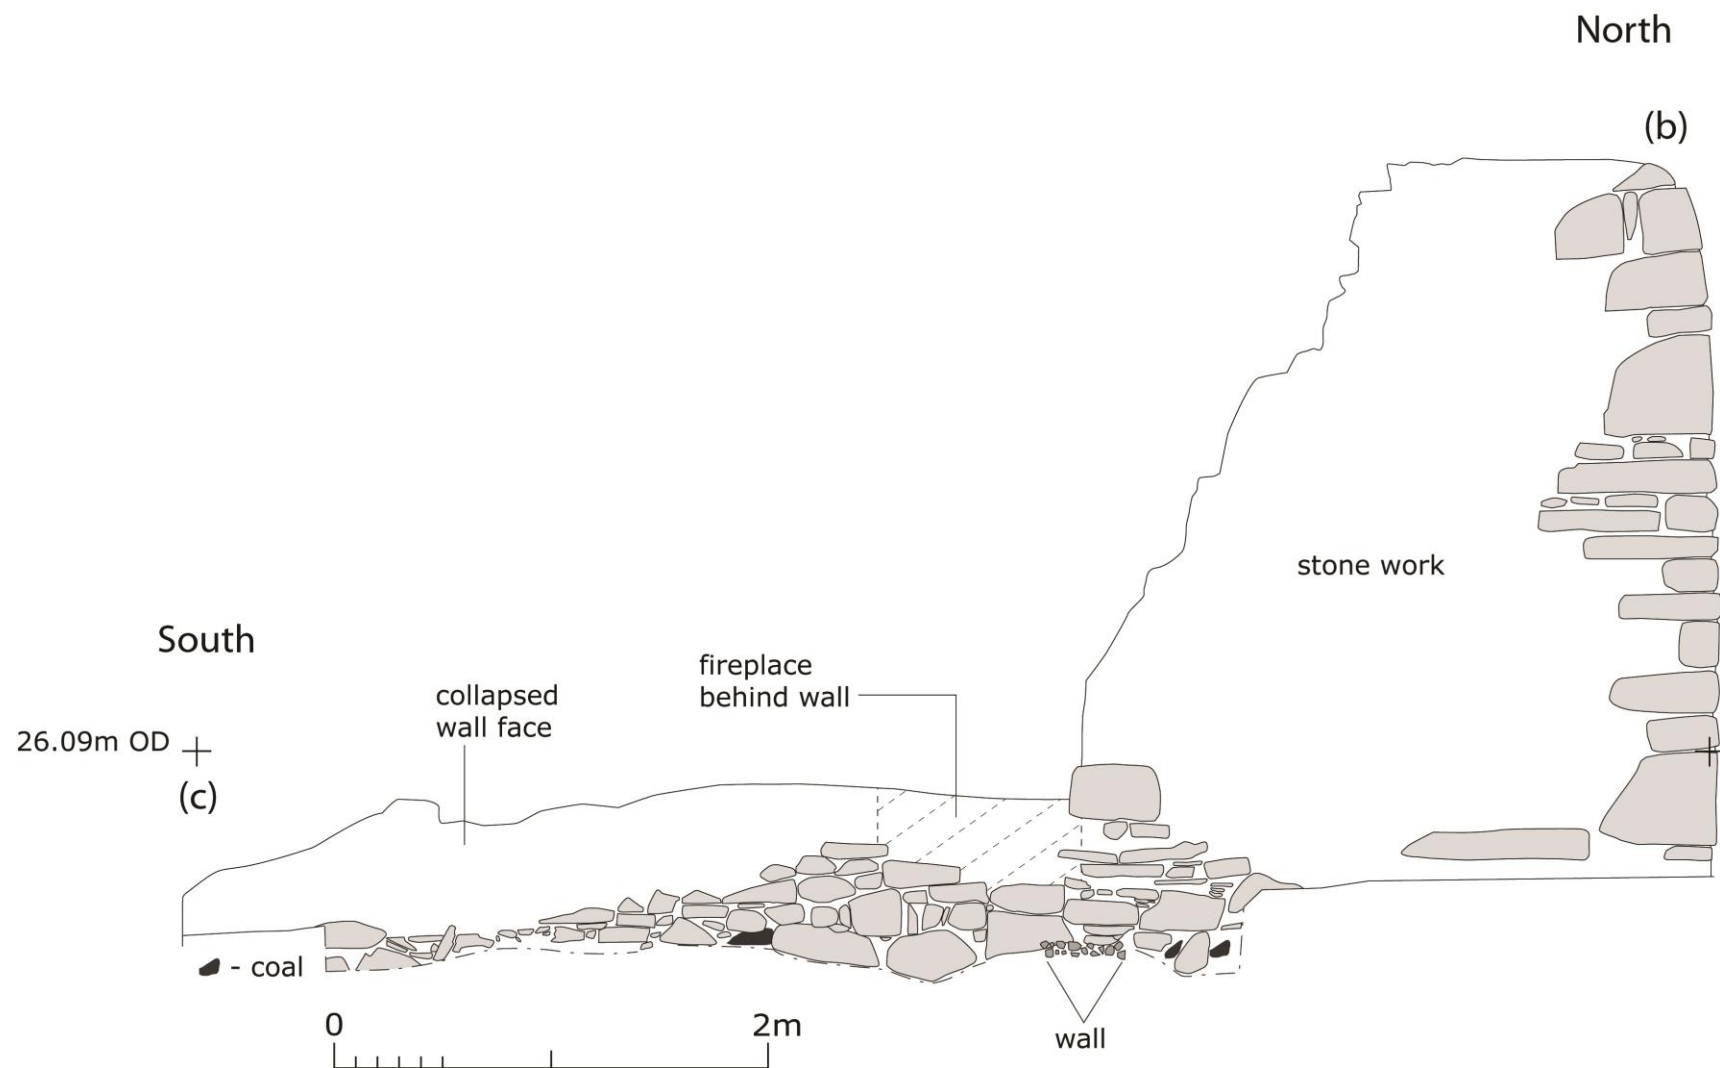 North
(b)
stone work
South
fireplace
behind wall
collapsed
wall face
26.09m OD
(c)
- coal
0
2m
wall